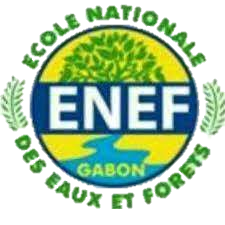 ECOLE NATIONALE
ENEF
GABON
DES EAUX ET FORETS